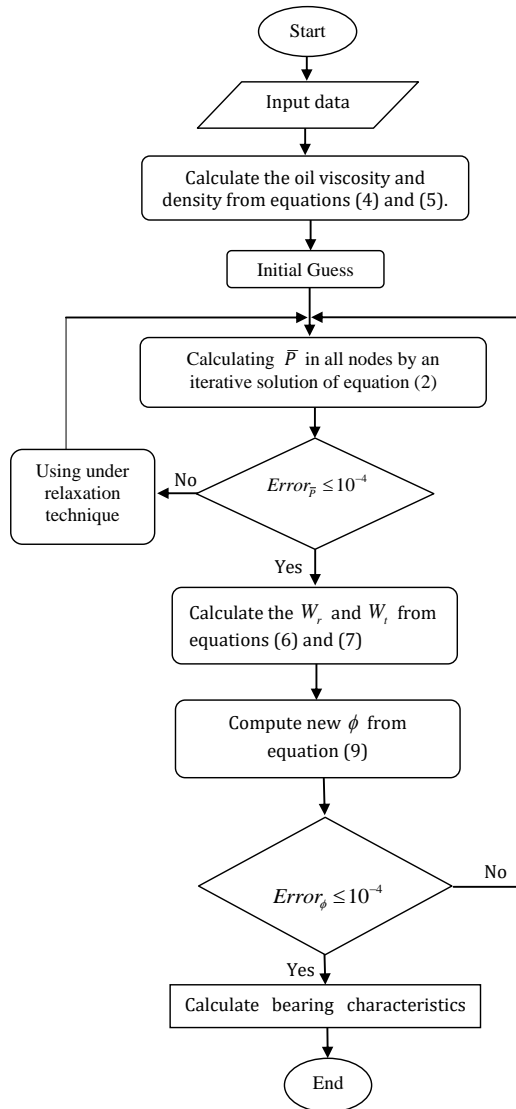 Start
Input data
Calculate the oil viscosity and
density from equations (4) and (5).
Initial Guess
Calculating P̅ in all nodes by an
iterative solution of equation (2)
Using under
relaxation
technique
No
Error_P̅ ≤ 10⁻⁴
Yes
Calculate the W_r and W_t from
equations (6) and (7)
Compute new ϕ from
equation (9)
No
Error_ϕ ≤ 10⁻⁴
Yes
Calculate bearing characteristics
End